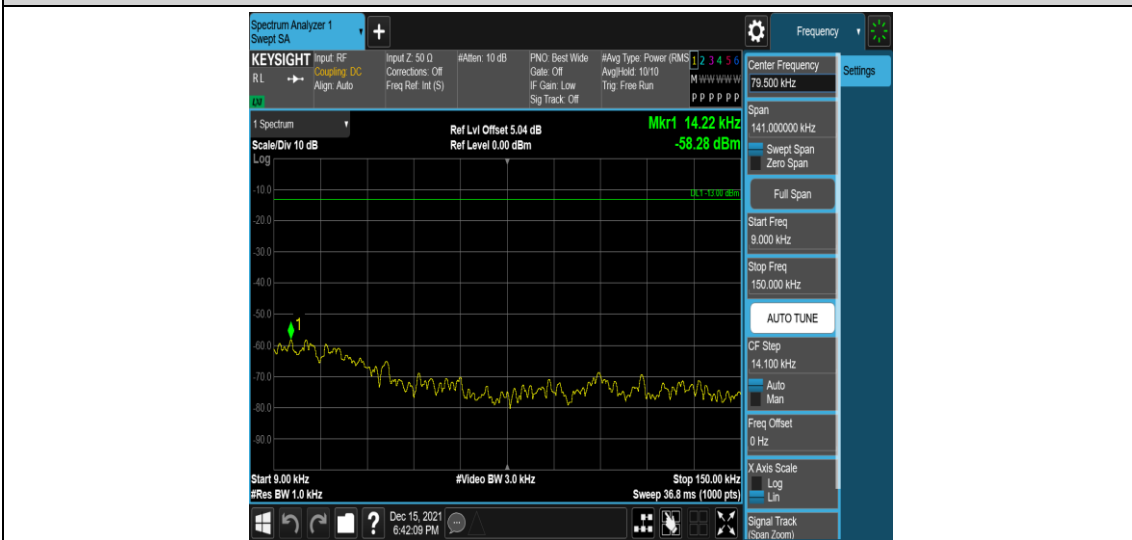 Spectrum Analyzer 1
Swept SA
+
Frequency
KEYSIGHT
R L
LXI
Input: RF
Coupling: DC
Align: Auto
Input Z: 50 Ω
Corrections: Off
Freq Ref: Int (S)
#Atten: 10 dB
PNO: Best Wide
Gate: Off
IF Gain: Low
Sig Track: Off
#Avg Type: Power (RMS
Avg|Hold: 10/10
Trig: Free Run
1 2 3 4 5 6
M W W W W W
P P P P P P
Center Frequency
79.500 kHz
Settings
1 Spectrum
Scale/Div 10 dB
Ref Lvl Offset 5.04 dB
Ref Level 0.00 dBm
Mkr1 14.22 kHz
-58.28 dBm
Log
DL1 -13.00 dBm
-10.0
-20.0
-30.0
-40.0
-50.0
-60.0
-70.0
-80.0
-90.0
1
Start 9.00 kHz
#Res BW 1.0 kHz
#Video BW 3.0 kHz
Stop 150.00 kHz
Sweep 36.8 ms (1000 pts)
Span
141.000000 kHz
Swept Span
Zero Span
Full Span
Start Freq
9.000 kHz
Stop Freq
150.000 kHz
AUTO TUNE
CF Step
14.100 kHz
Auto
Man
Freq Offset
0 Hz
X Axis Scale
Log
Lin
Signal Track
(Span Zoom)
?
Dec 15, 2021
6:42:09 PM